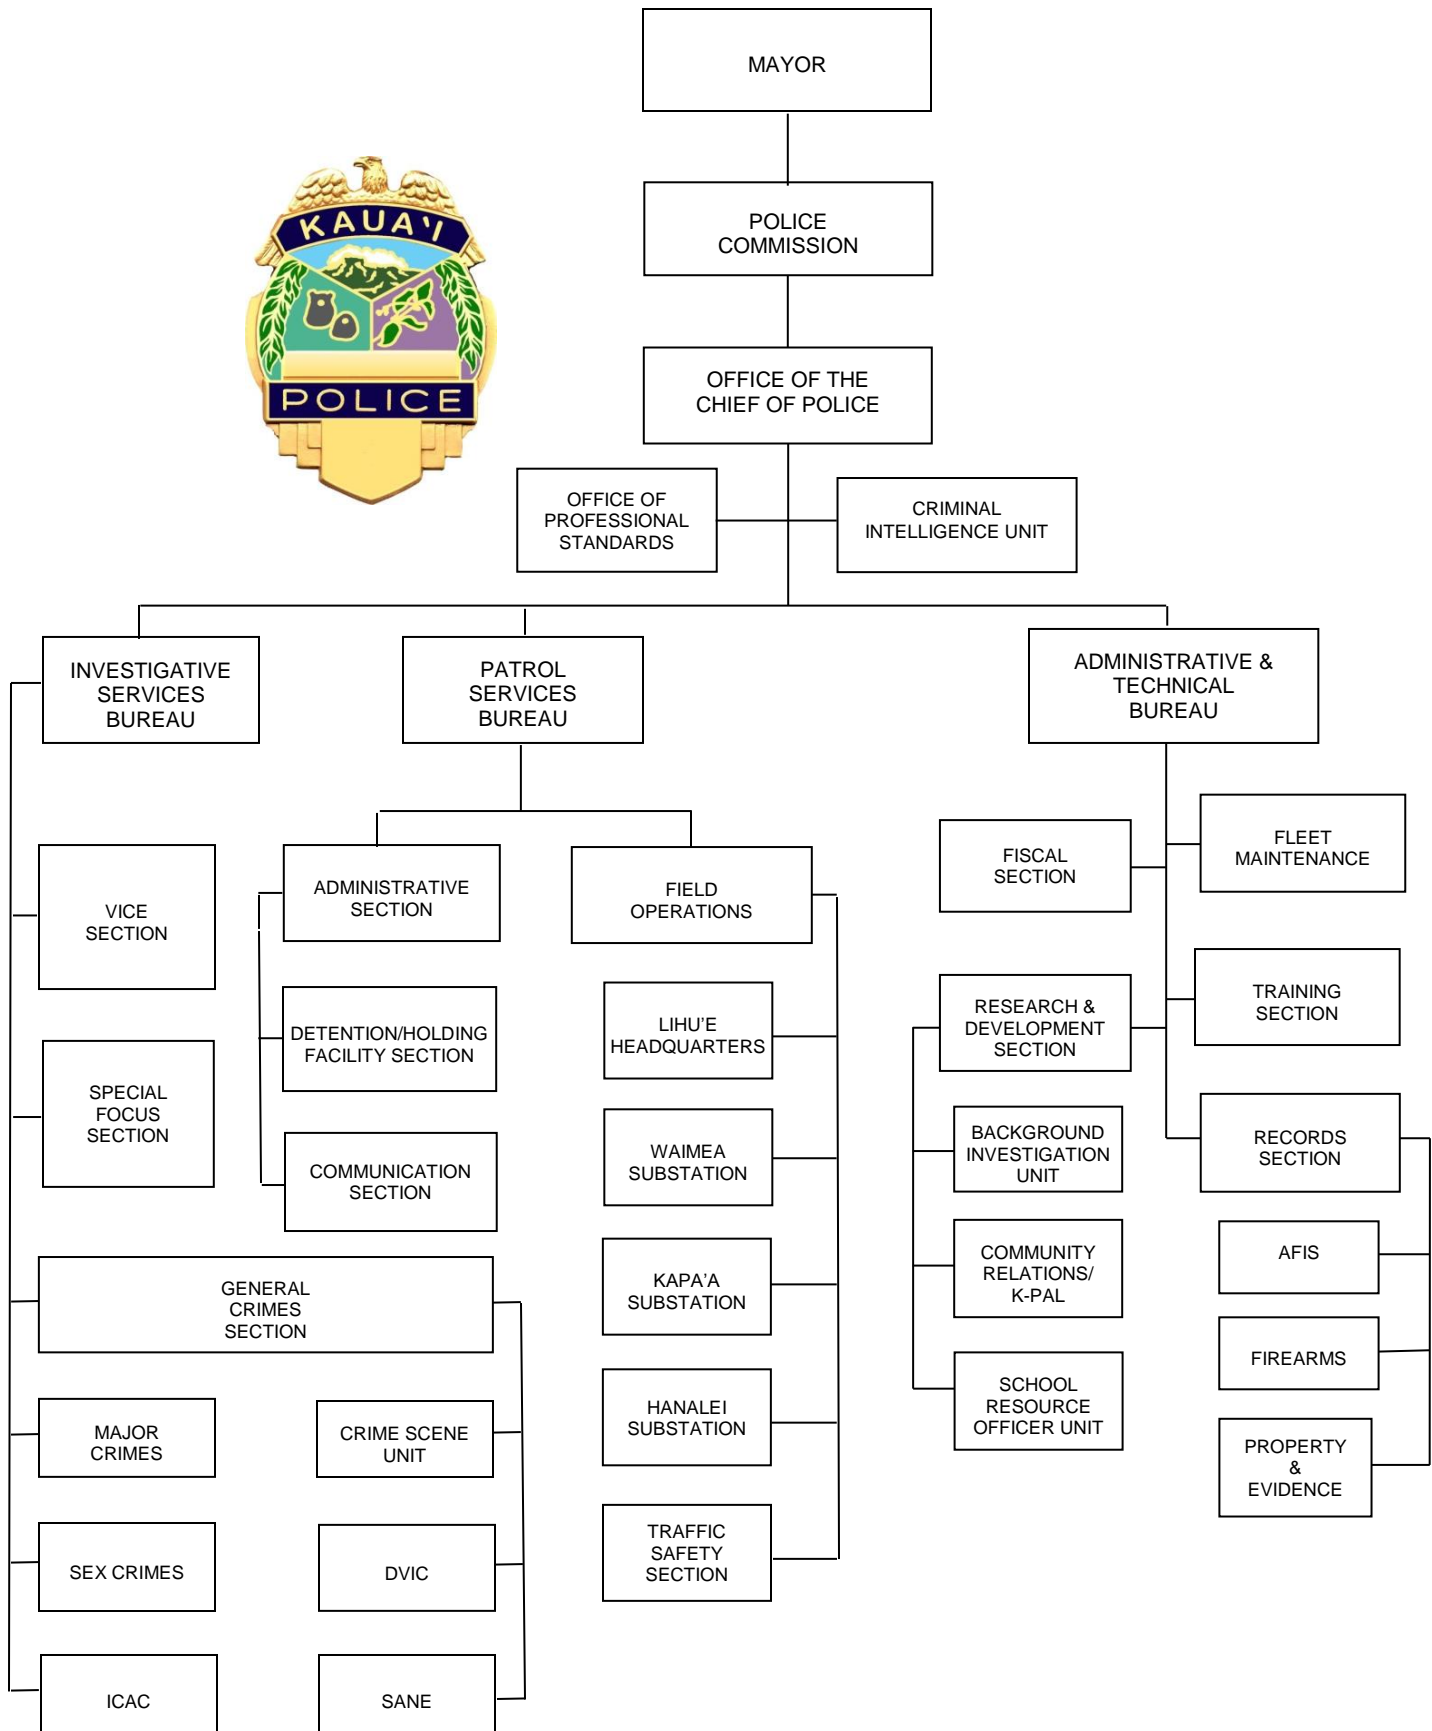 MAYOR
KAUA'I
POLICE
POLICE
COMMISSION
OFFICE OF THE
CHIEF OF POLICE
OFFICE OF
PROFESSIONAL
STANDARDS
CRIMINAL
INTELLIGENCE UNIT
INVESTIGATIVE
SERVICES
BUREAU
PATROL
SERVICES
BUREAU
ADMINISTRATIVE &
TECHNICAL
BUREAU
VICE
SECTION
SPECIAL
FOCUS
SECTION
GENERAL
CRIMES
SECTION
MAJOR
CRIMES
SEX CRIMES
ICAC
CRIME SCENE
UNIT
DVIC
SANE
ADMINISTRATIVE
SECTION
DETENTION/HOLDING
FACILITY SECTION
COMMUNICATION
SECTION
FIELD
OPERATIONS
LIHU’E
HEADQUARTERS
WAIMEA
SUBSTATION
KAPA’A
SUBSTATION
HANALEI
SUBSTATION
TRAFFIC
SAFETY
SECTION
FISCAL
SECTION
RESEARCH &
DEVELOPMENT
SECTION
BACKGROUND
INVESTIGATION
UNIT
COMMUNITY
RELATIONS/
K-PAL
SCHOOL
RESOURCE
OFFICER UNIT
FLEET
MAINTENANCE
TRAINING
SECTION
RECORDS
SECTION
AFIS
FIREARMS
PROPERTY
&
EVIDENCE